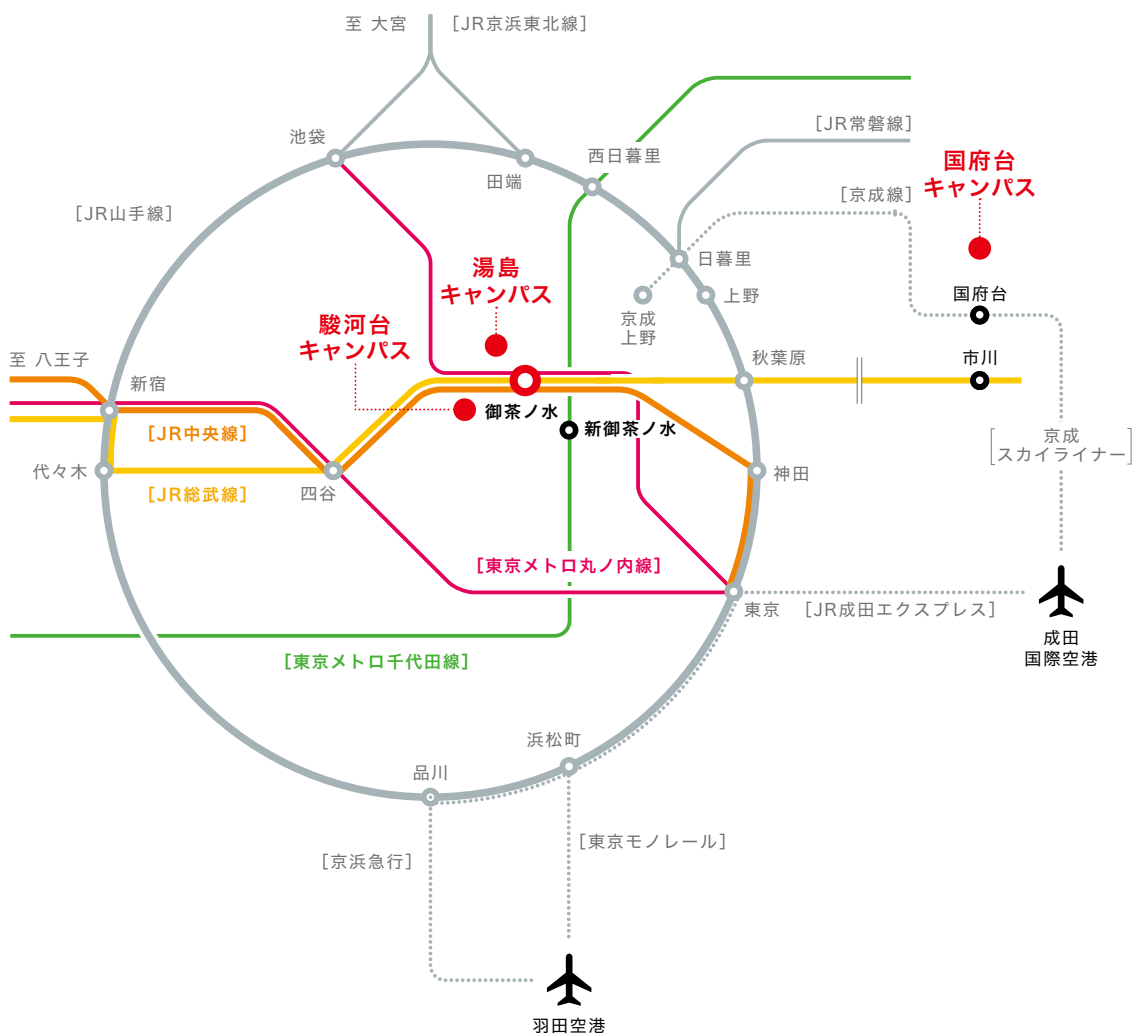 至 大宮
[JR京浜東北線]
[JR常磐線]
池袋
西日暮里
国府台
キャンパス
田端
[京成線]
[JR山手線]
日暮里
湯島
キャンパス
上野
国府台
京成
上野
駿河台
キャンパス
至 八王子
秋葉原
市川
新宿
御茶ノ水
新御茶ノ水
[JR中央線]
[京成
スカイライナー]
代々木
四谷
神田
[JR総武線]
[東京メトロ丸ノ内線]
東京
[JR成田エクスプレス]
成田
国際空港
[東京メトロ千代田線]
浜松町
品川
[東京モノレール]
[京浜急行]
羽田空港